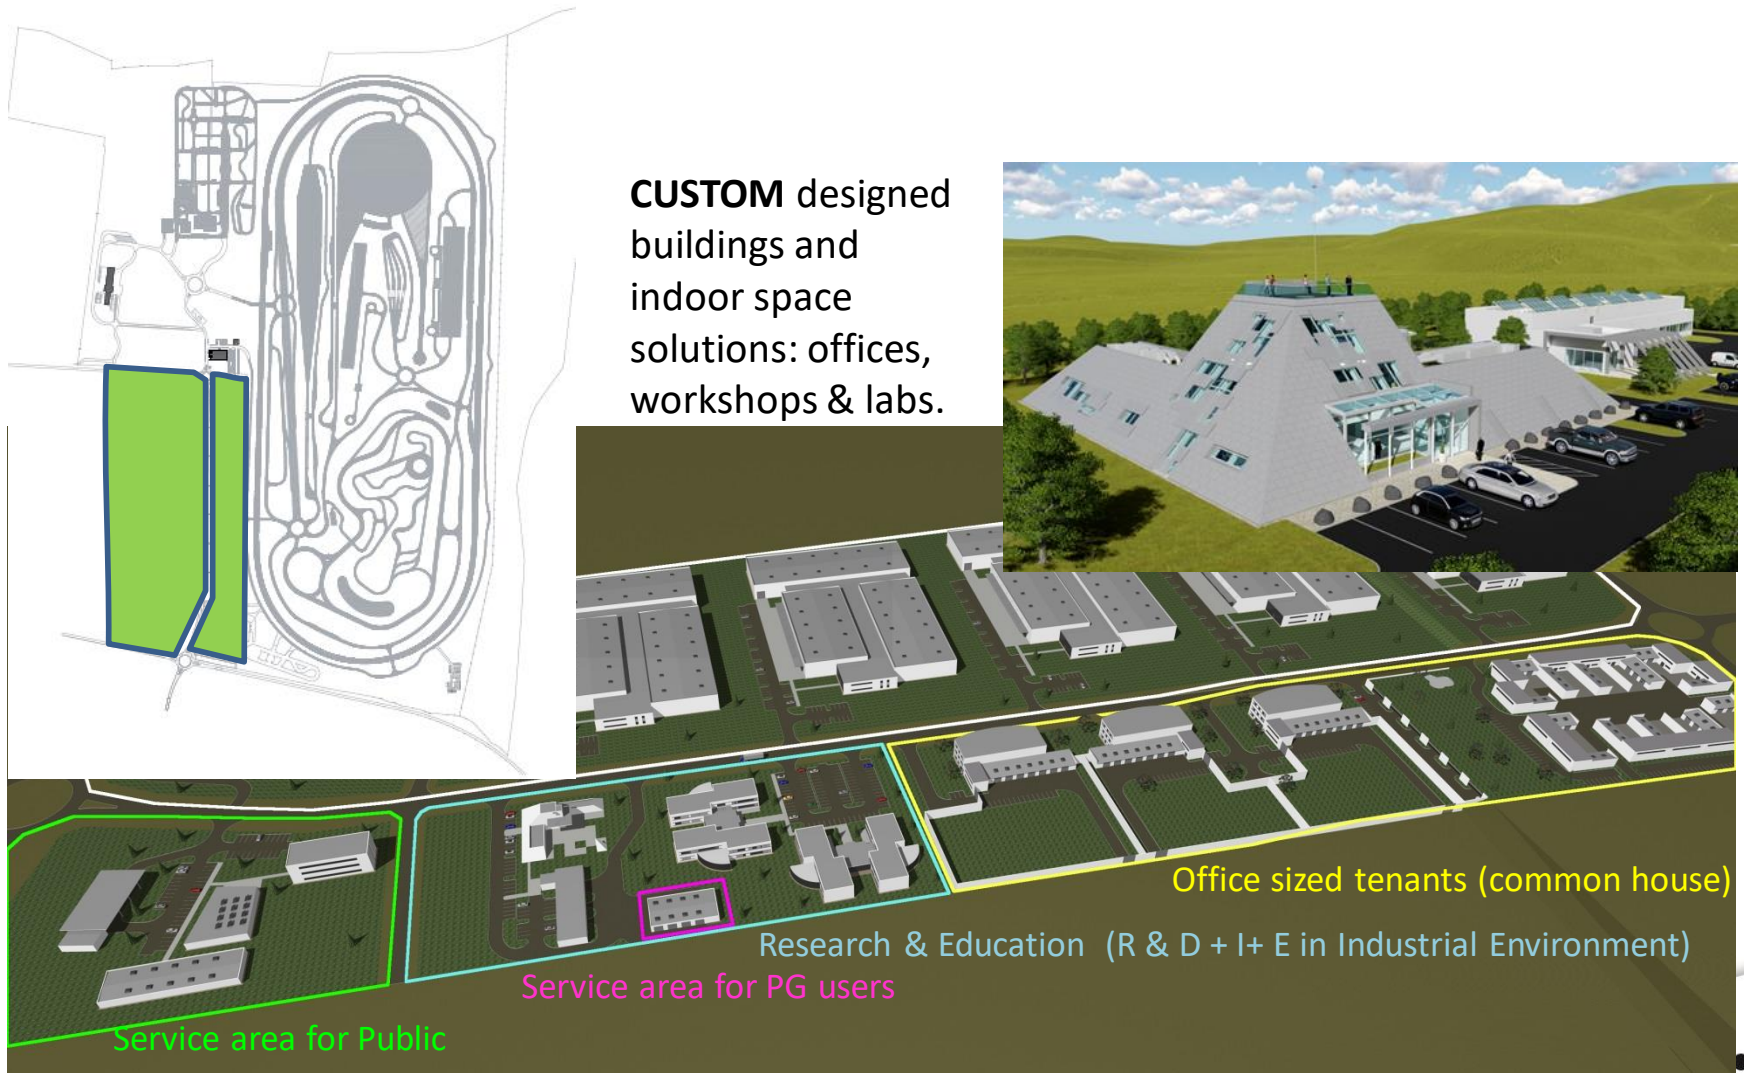 CUSTOM designed
buildings and
indoor space
solutions: offices,
workshops & labs.
Office sized tenants (common house)
Research & Education (R & D + I+ E in Industrial Environment)
Service area for PG users
Service area for Public